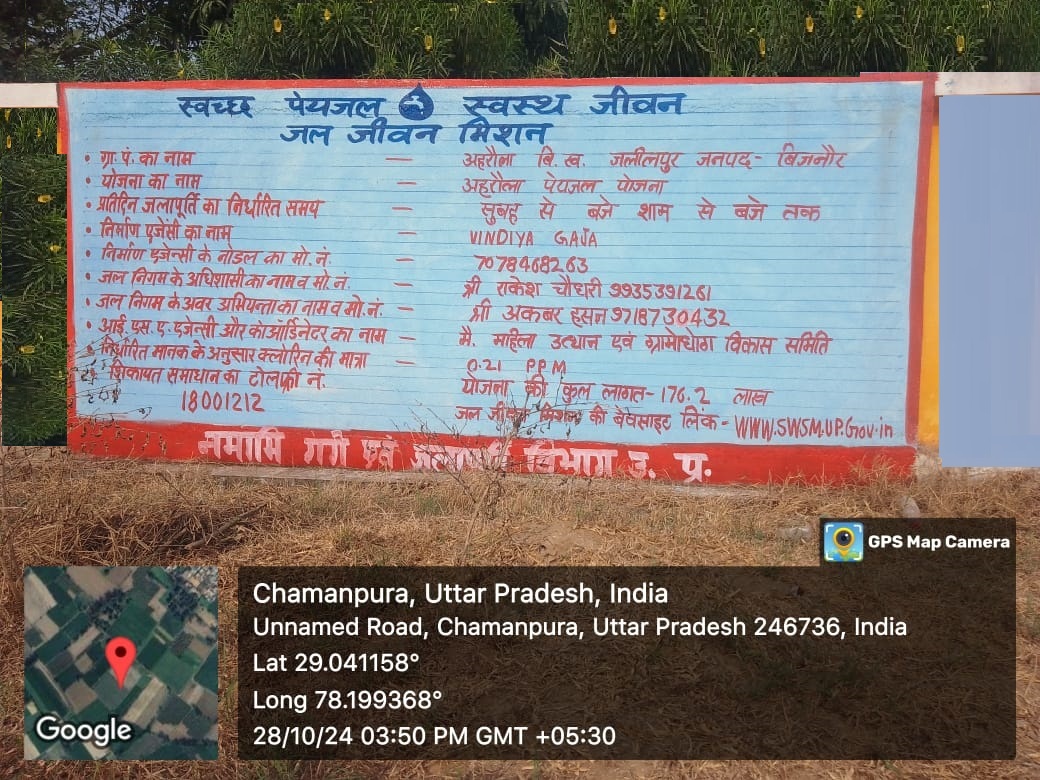 स्वच्छ पेयजल स्वस्थ जीवन
जल जीवन मिशन
• ग्रा. पं. का नाम — अहरौला वि. ख. जलीलपुर जनपद- बिजनौर
• योजना का नाम — अहरौला पेयजल योजना
• प्रतिदिन जलापूर्ति का निर्धारित समय — सुबह से बजे शाम से बजे तक
• निर्माण एजेंसी का नाम — VINDIYA GAJA
• निर्माण एजेन्सी के नोडल का मो. नं. — 7078468263
• जल निगम के अधिशासी का नाम व मो. नं. — श्री राकेश चौधरी 9935391261
• जल निगम के अवर अभियन्ता का नाम व मो. नं. — श्री अकबर हसन 9718730432
• आई. एस. ए. एजेन्सी और कोआर्डिनेटर का नाम — मै. महिला उत्थान एवं ग्रामोधोग विकास समिति
• निर्धारित मानक के अनुसार क्लोरिन की मात्रा — 0.21 PPM
• शिकायत समाधान का टोलफ्री नं. योजना की कुल लागत- 176.2 लाख
18001212 जल जीवन मिशन की वेवसाइट लिंक- WWW.SWSM.UP.Gov.in
नमामि गंगे एवं जलापूर्ती विभाग उ. प्र.
GPS Map Camera
Chamanpura, Uttar Pradesh, India
Unnamed Road, Chamanpura, Uttar Pradesh 246736, India
Lat 29.041158°
Long 78.199368°
28/10/24 03:50 PM GMT +05:30
Google